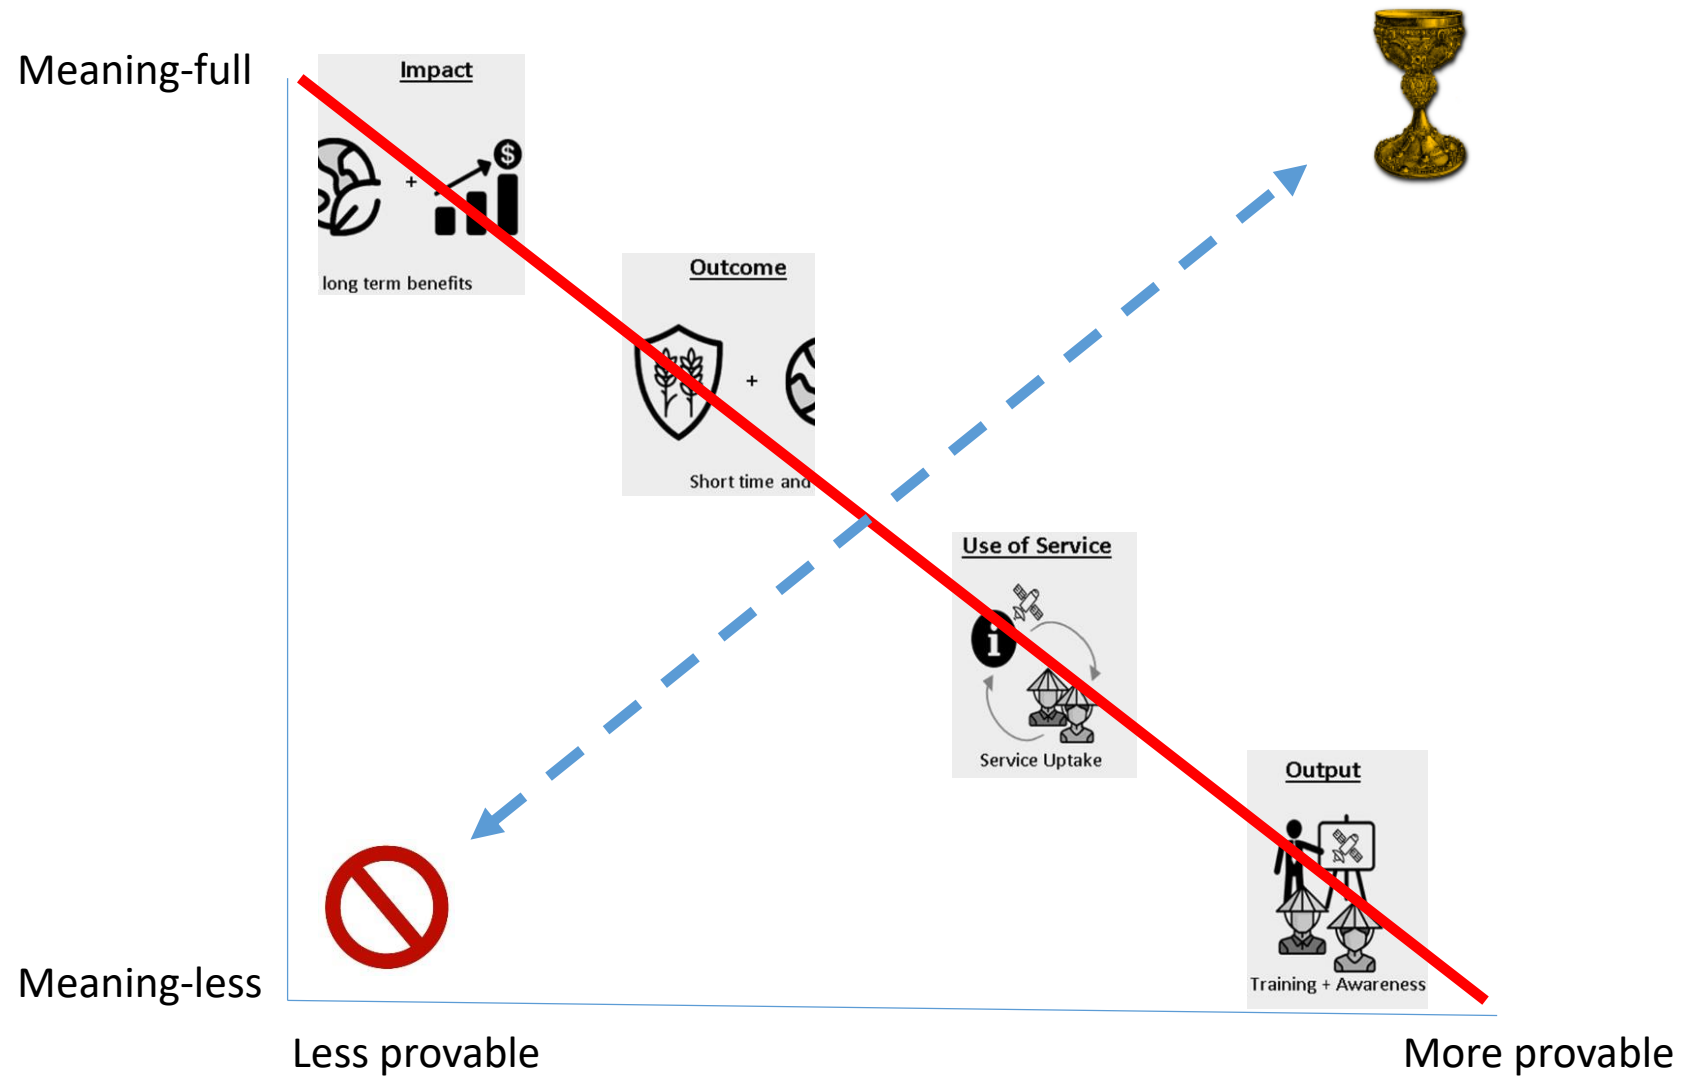 Meaning-full
Impact
+
$
long term benefits
Outcome
+
Short time and
Use of Service
i
Service Uptake
Output
Training + Awareness
Meaning-less
Less provable
More provable